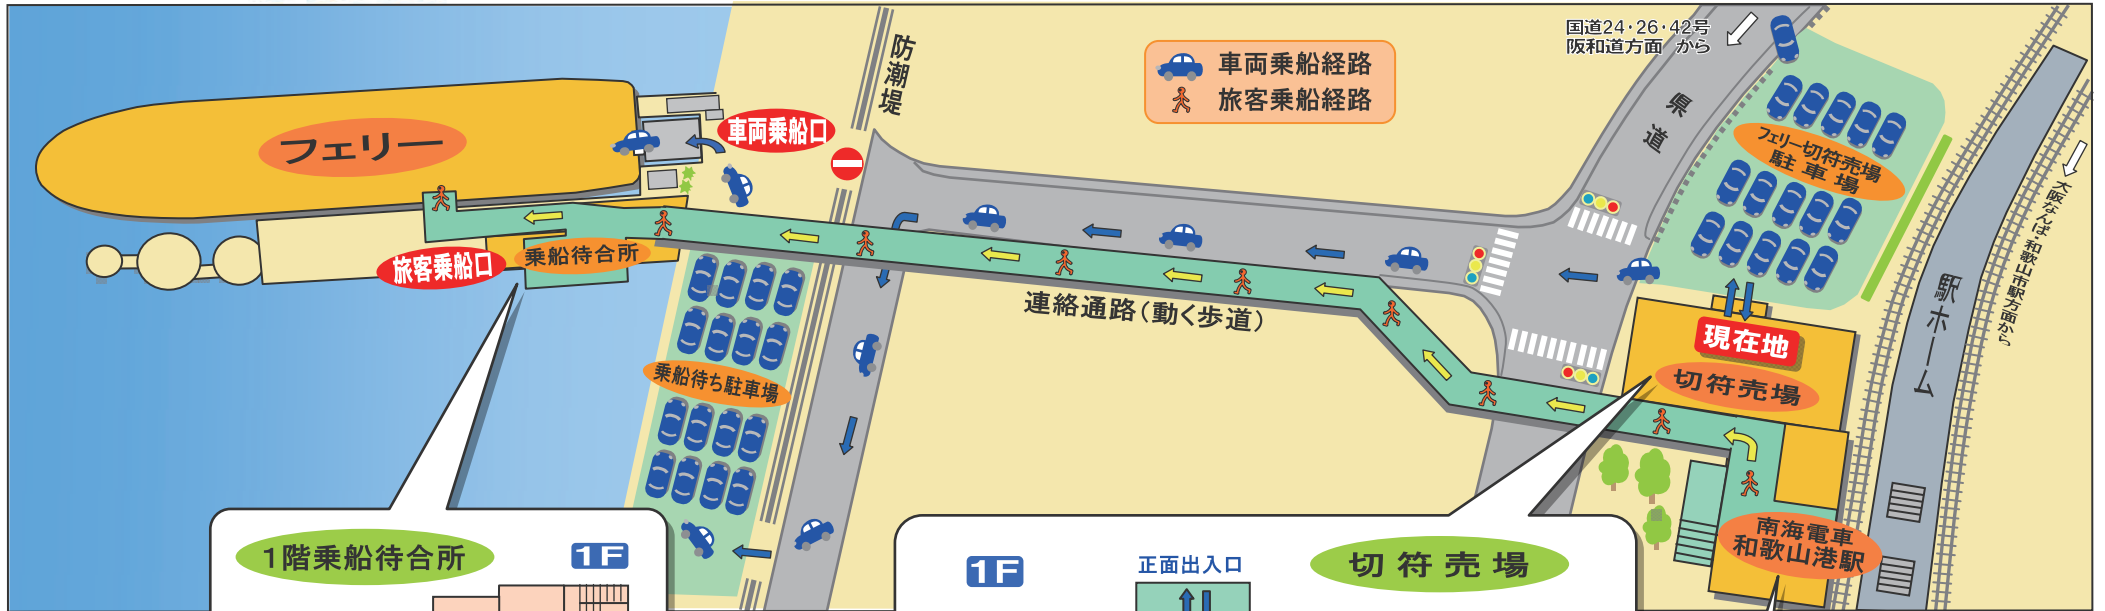 国道24・26・42号
阪和道方面 から
防潮堤
車両乗船経路
旅客乗船経路
県道
フェリー
車両乗船口
フェリー切符売場
駐車場
大阪なんば・和歌山市駅方面から
旅客乗船口
乗船待合所
連絡通路(動く歩道)
駅ホーム
現在地
切符売場
乗船待ち駐車場
南海電車
和歌山港駅
1階乗船待合所
1F
1F
正面出入口
切符売場